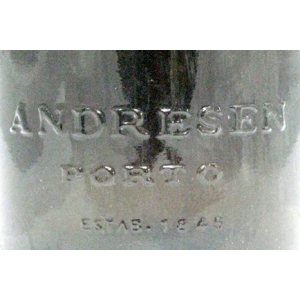 ANDRESEN
PORTO
ESTAB. 1845